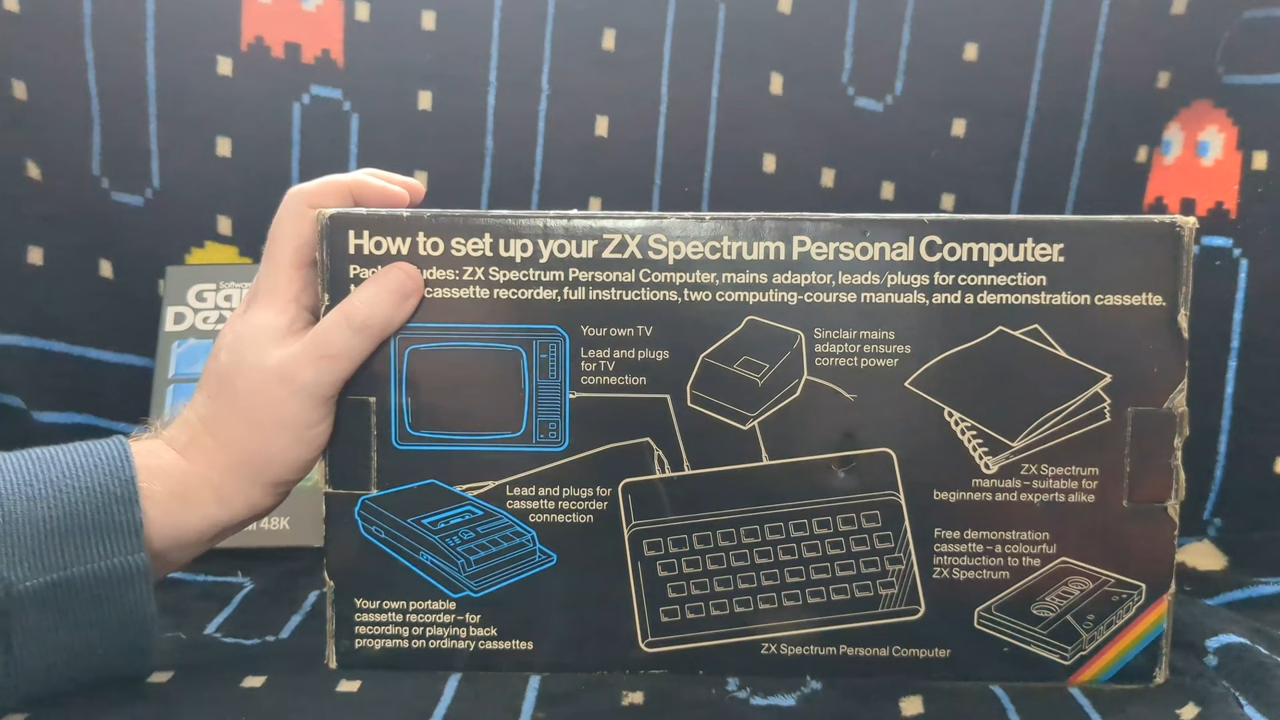 How to set up your ZX Spectrum Personal Computer.
ZX Spectrum Personal Computer, mains adaptor, leads/plugs for connection
cassette recorder, full instructions, two computing-course manuals, and a demonstration cassette.
Your own TV
Lead and plugs
for TV
connection
Sinclair mains
adaptor ensures
correct power
ZX Spectrum
manuals – suitable for
beginners and experts alike
Lead and plugs for
cassette recorder
connection
Free demonstration
cassette – a colourful
introduction to the
ZX Spectrum
Your own portable
cassette recorder – for
recording or playing back
programs on ordinary cassettes
ZX Spectrum Personal Computer
48K